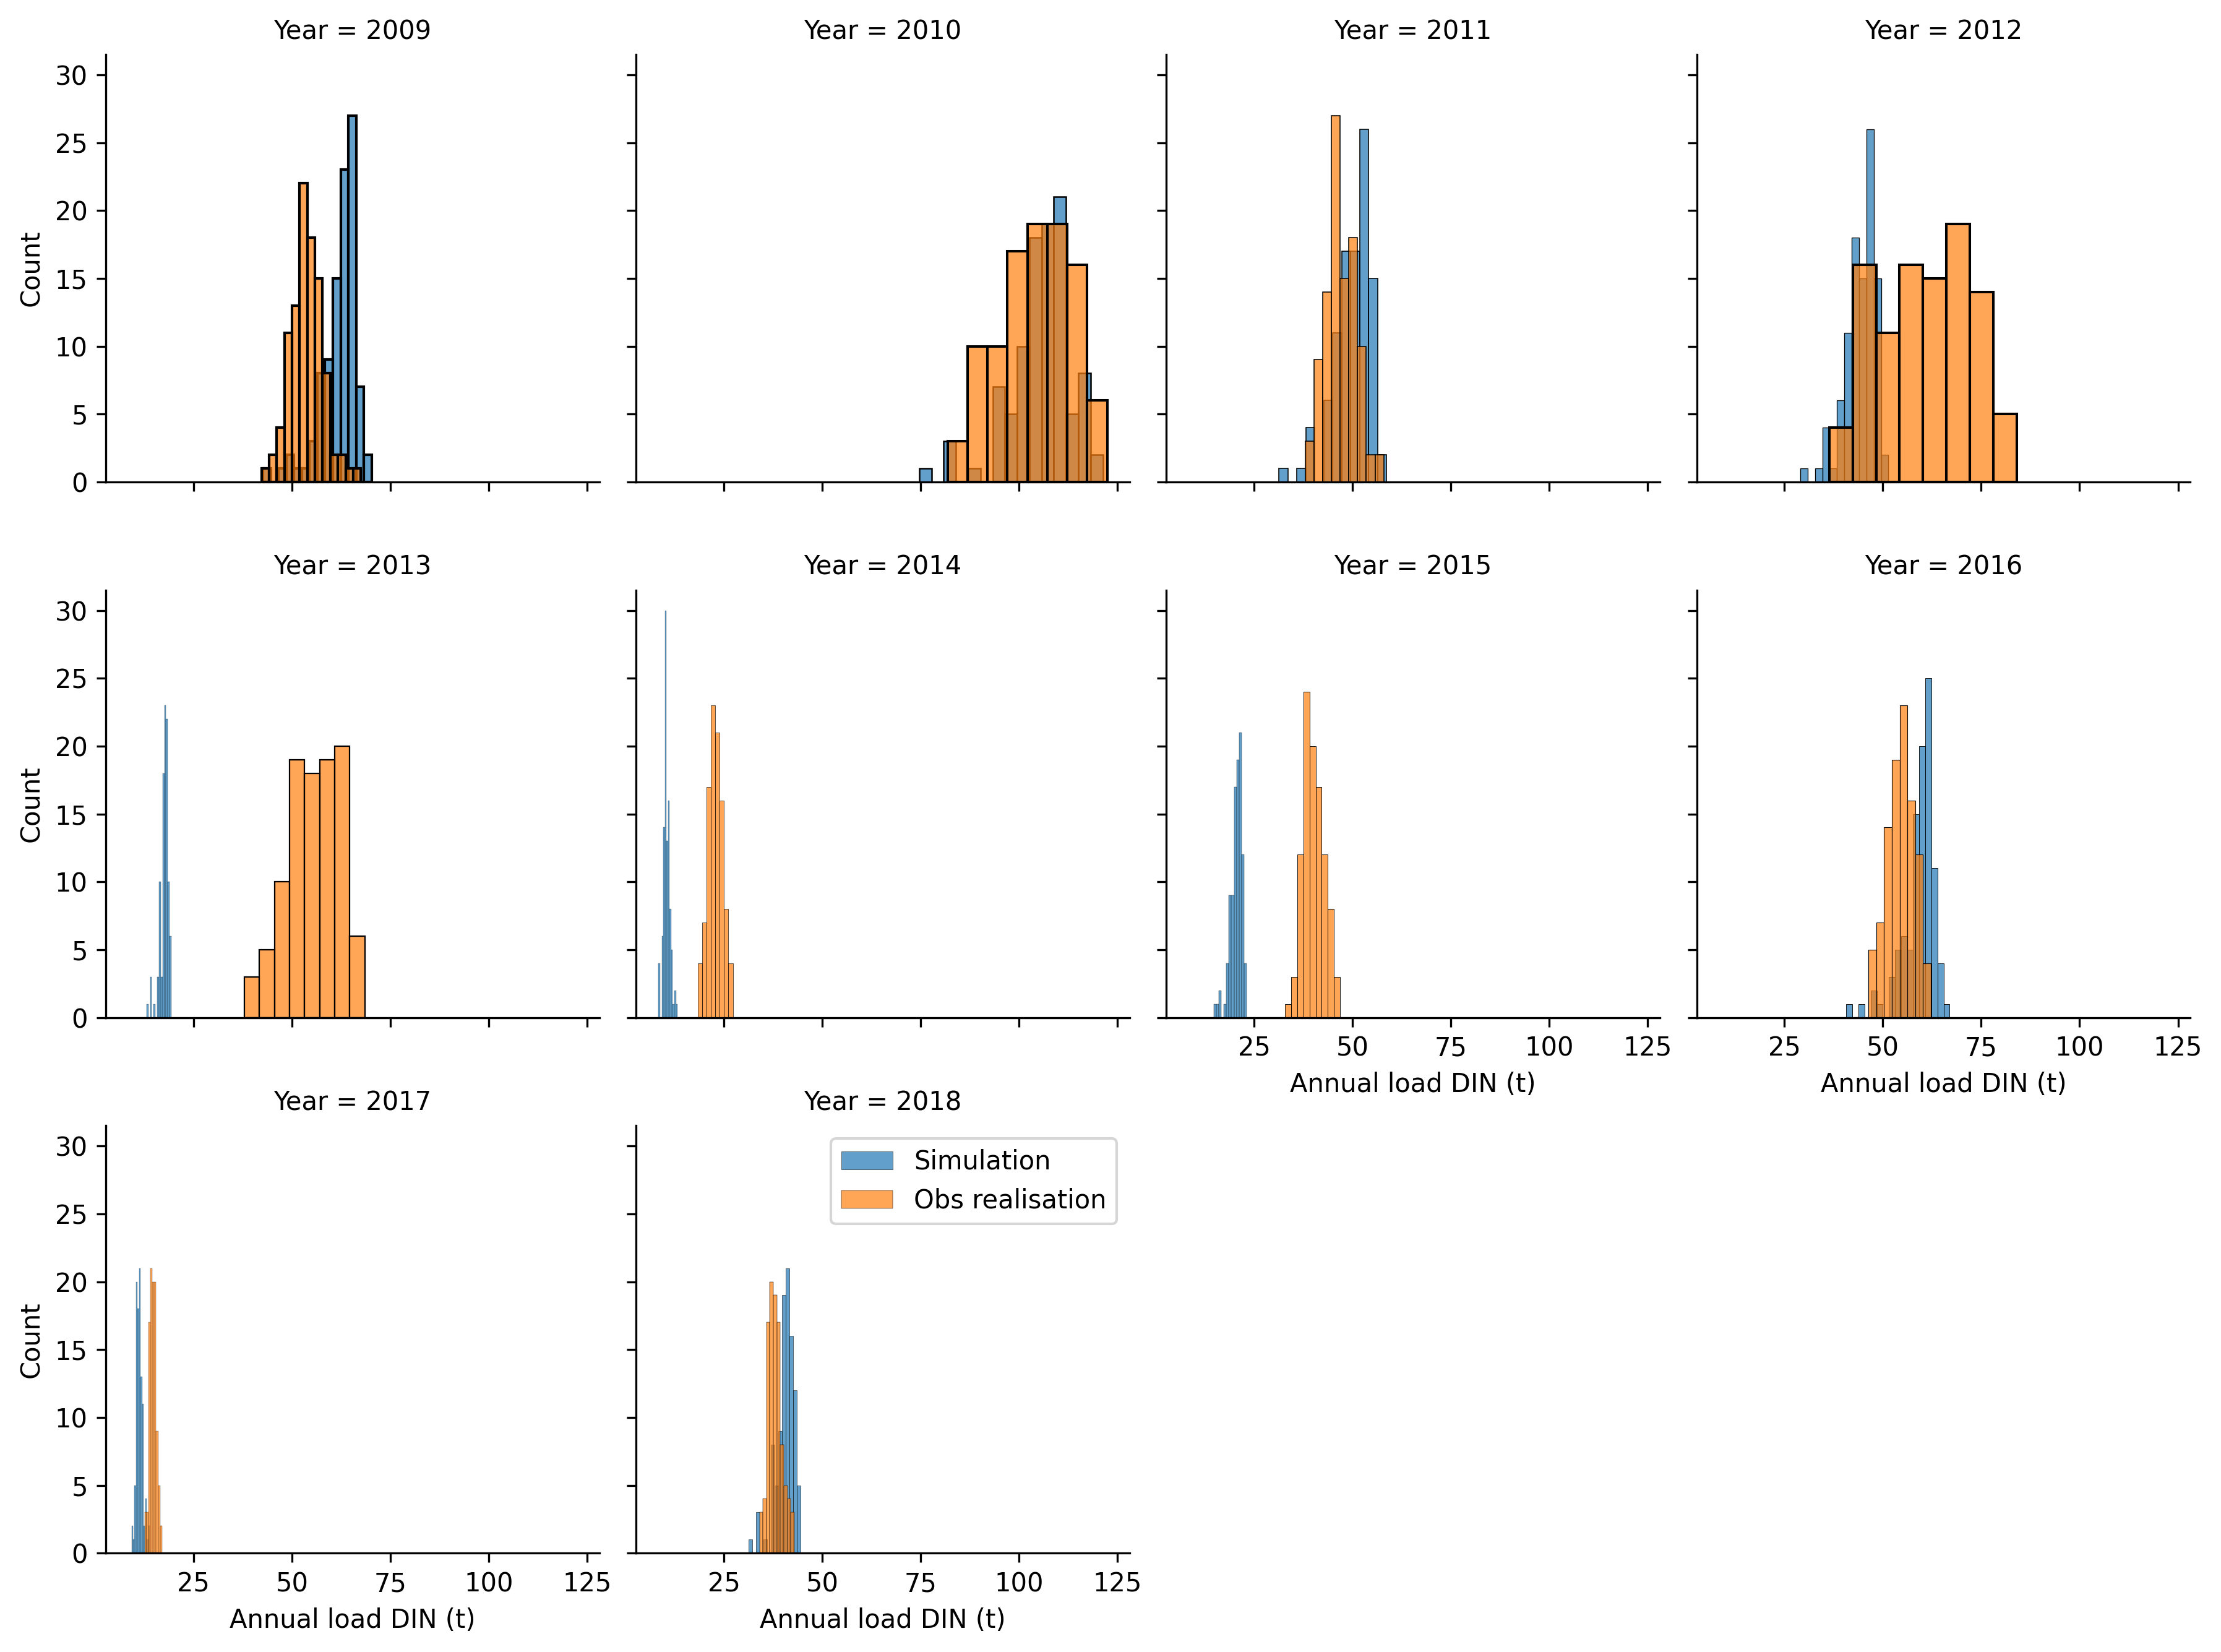 Year = 2009
Year = 2010
Year = 2011
Year = 2012
30
25
20
15
10
5
0
Count
Year = 2013
Year = 2014
Year = 2015
Year = 2016
30
25
20
15
10
5
0
Count
25 50 75 100 125
Annual load DIN (t)
25 50 75 100 125
Annual load DIN (t)
Year = 2017
Year = 2018
30
25
20
15
10
5
0
Count
Simulation
Obs realisation
25 50 75 100 125
Annual load DIN (t)
25 50 75 100 125
Annual load DIN (t)